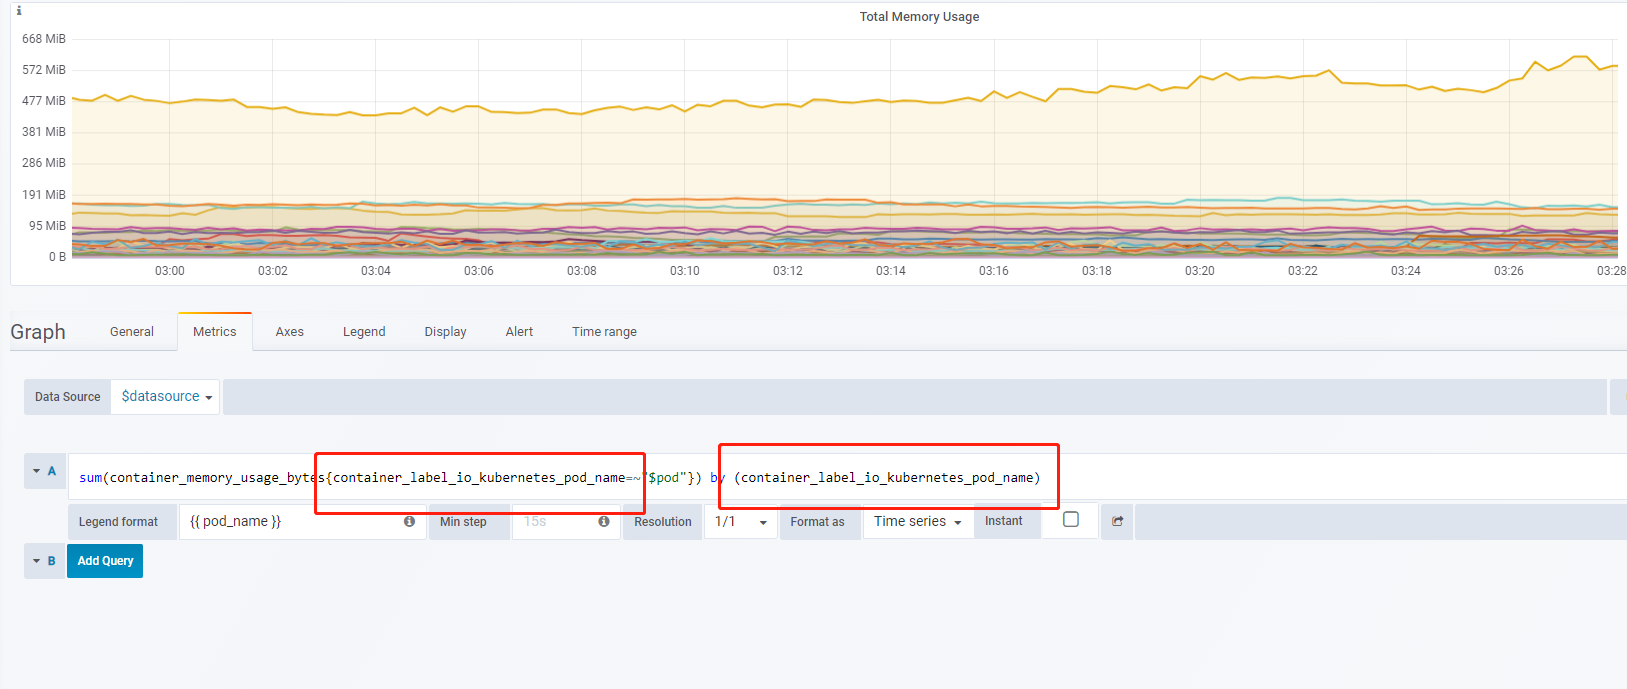 i
Total Memory Usage
668 MiB
572 MiB
477 MiB
381 MiB
286 MiB
191 MiB
95 MiB
0 B
03:00 03:02 03:04 03:06 03:08 03:10 03:12 03:14 03:16 03:18 03:20 03:22 03:24 03:26 03:28
Graph General Metrics Axes Legend Display Alert Time range
Data Source $datasource
A sum(container_memory_usage_bytes{container_label_io_kubernetes_pod_name=~"$pod"}) by (container_label_io_kubernetes_pod_name)
Legend format {{ pod_name }} Min step 15s Resolution 1/1 Format as Time series Instant
B Add Query